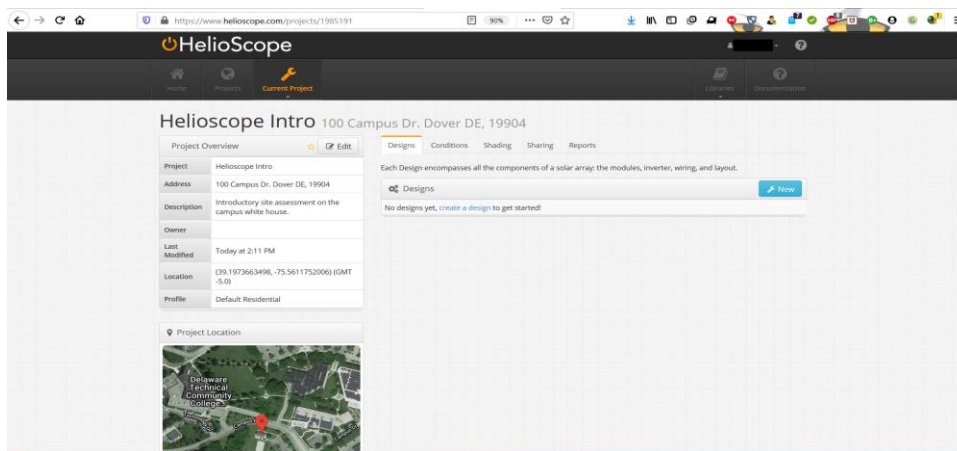 https://www.helioscope.com/projects/1985191
90%
HelioScope
Home
Projects
Current Project
Libraries
Documentation
Helioscope Intro 100 Campus Dr. Dover DE, 19904
Project Overview
Edit
Project Helioscope Intro
Address 100 Campus Dr. Dover DE, 19904
Description Introductory site assessment on the
campus white house.
Owner
Last
Modified Today at 2:11 PM
Location (39.1973663498, -75.5611752006) (GMT
-5.0)
Profile Default Residential
Project Location
Delaware
Technical
Community
College
Designs Conditions Shading Sharing Reports
Each Design encompasses all the components of a solar array: the modules, inverter, wiring, and layout.
Designs
New
No designs yet, create a design to get started!